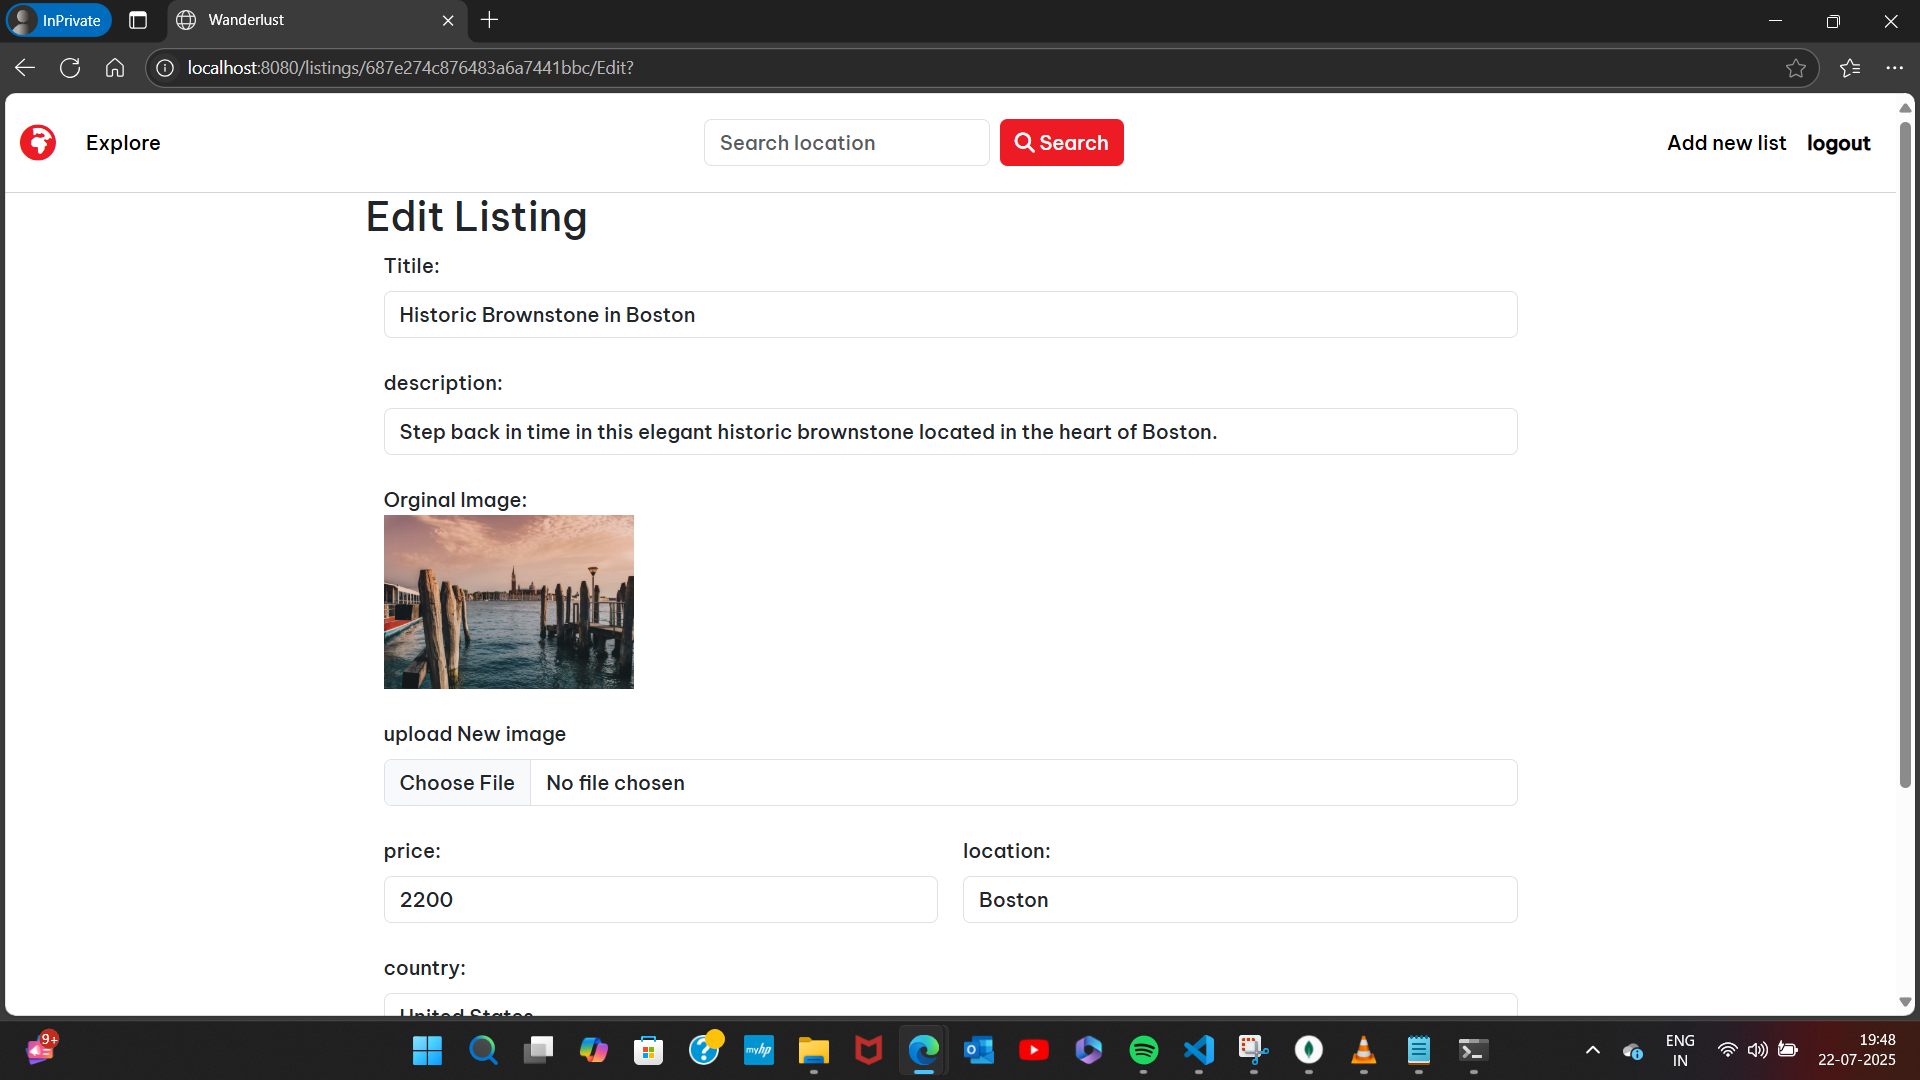 InPrivate
Wanderlust
localhost:8080/listings/687e274c876483a6a7441bbc/Edit?
Explore
Search location
Search
Add new list
logout
Edit Listing
Titile:
Historic Brownstone in Boston
description:
Step back in time in this elegant historic brownstone located in the heart of Boston.
Orginal Image:
upload New image
Choose File
No file chosen
price:
location:
2200
Boston
country:
United States
9+
myhp
ENG
IN
19:48
22-07-2025